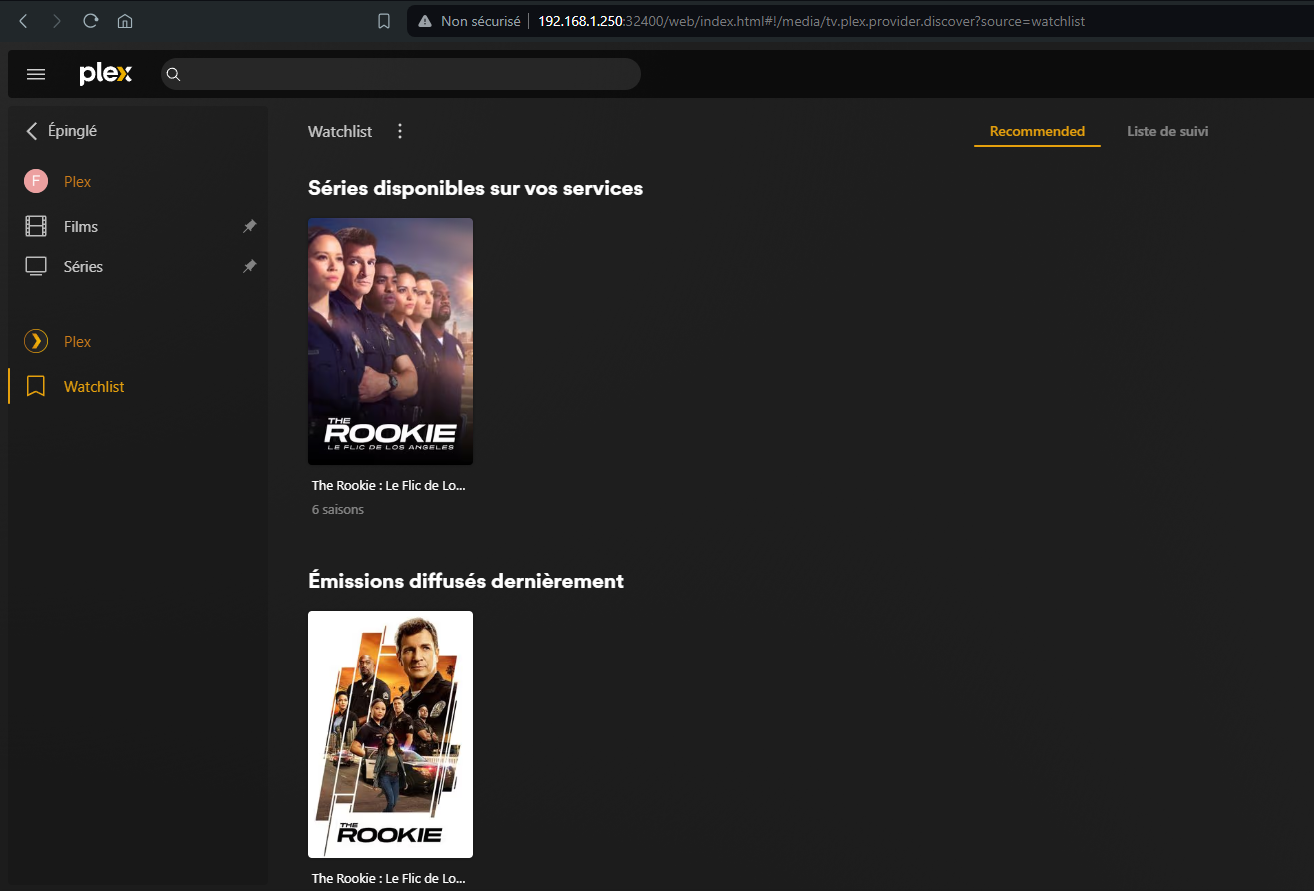 Non sécurisé 192.168.1.250:32400/web/index.html#!/media/tv.plex.provider.discover?source=watchlist
plex
Épinglé
F Plex
Films
Séries
Plex
Watchlist
Watchlist
Recommended
Liste de suivi
Séries disponibles sur vos services
THE
ROOKIE
LE FLIC DE LOS ANGELES
The Rookie : Le Flic de Lo...
6 saisons
Émissions diffusés dernièrement
THE
ROOKIE
The Rookie : Le Flic de Lo...